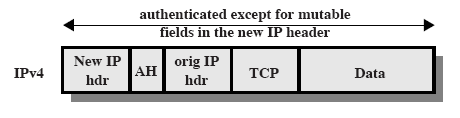 authenticated except for mutable
fields in the new IP header
IPv4
New IP hdr
AH
orig IP hdr
TCP
Data